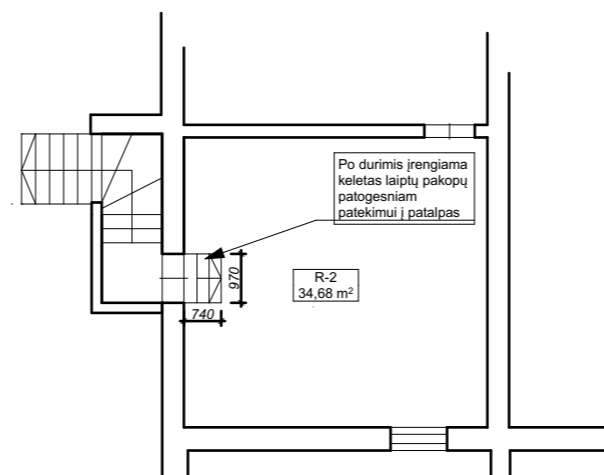 Po durimis įrengiama
keletas laiptų pakopų
patogesniam
patekimui į patalpas
970
R-2
34,68 m²
740